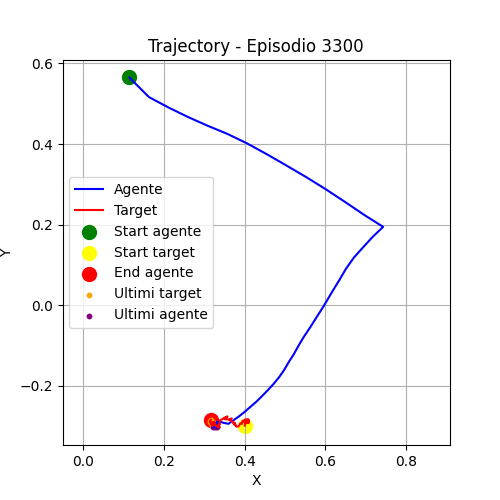 Trajectory - Episodio 3300
0.6
0.4
0.2
0.0
−0.2
Y
Agente
Target
Start agente
Start target
End agente
Ultimi target
Ultimi agente
0.0 0.2 0.4 0.6 0.8
X